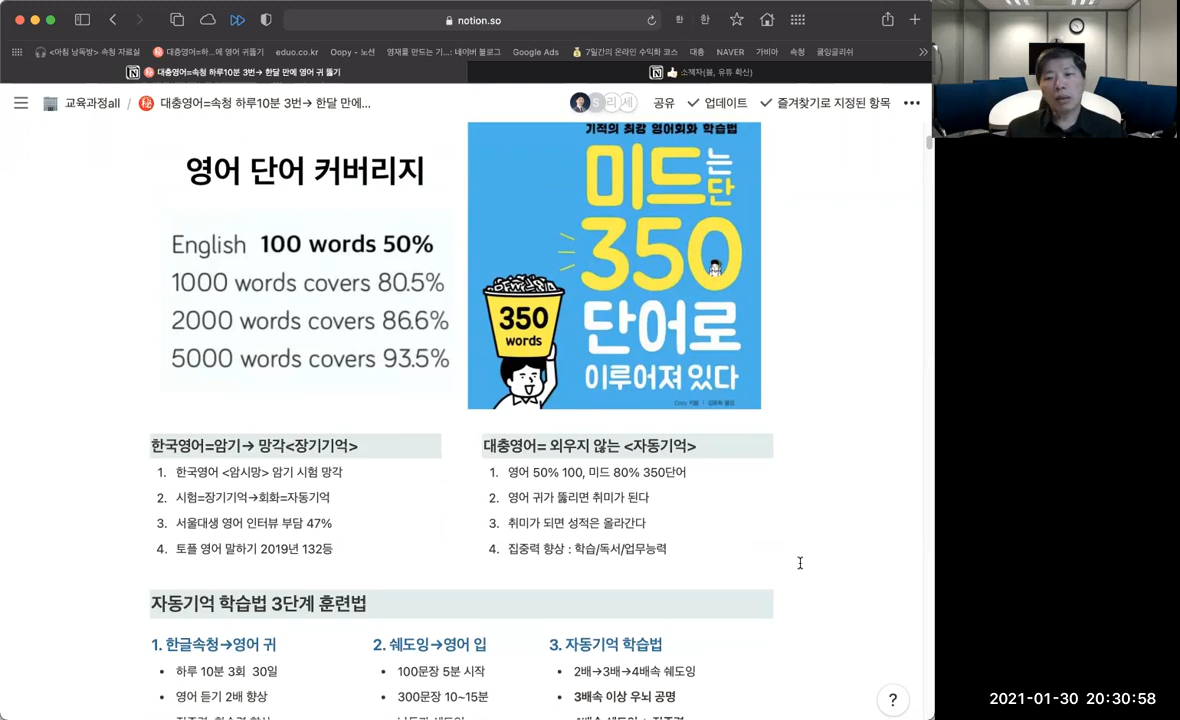 notion.so
한
한
<아침 낭독방> 속청 자료실
대충영어=하...에 영어 귀뚫기
eduo.co.kr
Oopy - 노션
영재를 만드는 기...: 네이버 블로그
Google Ads
7일간의 온라인 수익화 코스
대충
NAVER
가비아
속청
쿨잉글리쉬
대충영어=속청 하루10분 3번→ 한달 만에 영어 귀 뚫기
소책자(붐, 유튜 확신)
교육과정all / 대충영어=속청 하루10분 3번→ 한달 만에...
S 리 세
공유
업데이트
즐겨찾기로 지정된 항목
영어 단어 커버리지
English 100 words 50%
1000 words covers 80.5%
2000 words covers 86.6%
5000 words covers 93.5%
기적의 최강 영어회화 학습법
미드는
단
350
단어로
이루어져 있다
350
words
한국영어=암기→ 망각<장기기억>
1. 한국영어 <암시망> 암기 시험 망각
2. 시험=장기기억→회화=자동기억
3. 서울대생 영어 인터뷰 부담 47%
4. 토플 영어 말하기 2019년 132등
대충영어= 외우지 않는 <자동기억>
1. 영어 50% 100, 미드 80% 350단어
2. 영어 귀가 뚫리면 취미가 된다
3. 취미가 되면 성적은 올라간다
4. 집중력 향상 : 학습/독서/업무능력
자동기억 학습법 3단계 훈련법
1. 한글속청→영어 귀
• 하루 10분 3회 30일
• 영어 듣기 2배 향상
2. 쉐도잉→영어 입
• 100문장 5분 시작
• 300문장 10~15분
3. 자동기억 학습법
• 2배→3배→4배속 쉐도잉
• 3배속 이상 우뇌 공명
?
2021-01-30 20:30:58